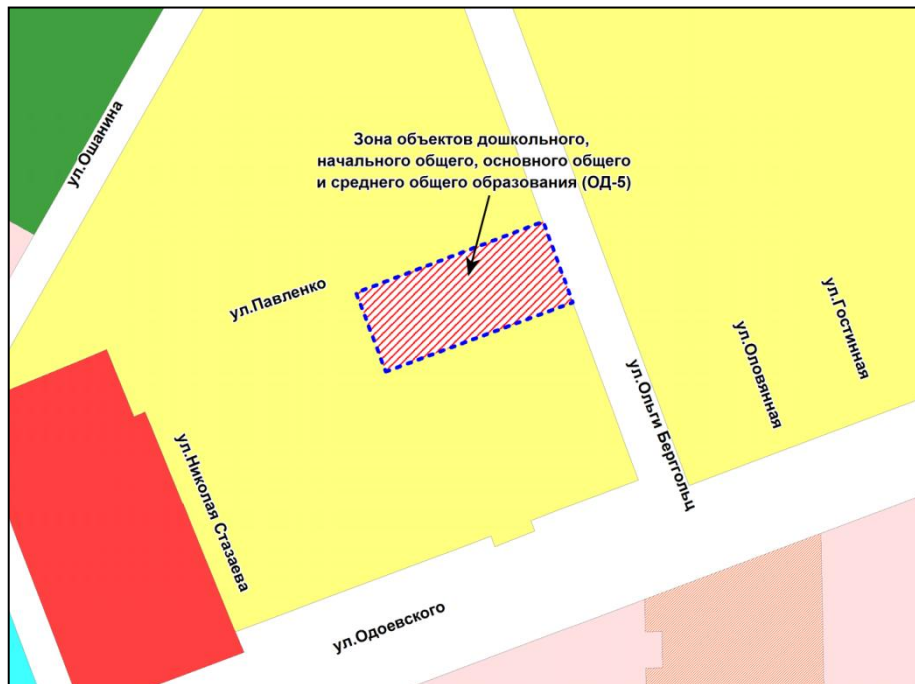 ул.Ошанина
Зона объектов дошкольного,
начального общего, основного общего
и среднего общего образования (ОД-5)
ул.Павленко
ул.Гостинная
ул.Оловянная
ул.Ольги Берггольц
ул.Николая Стазаева
ул.Одоевского